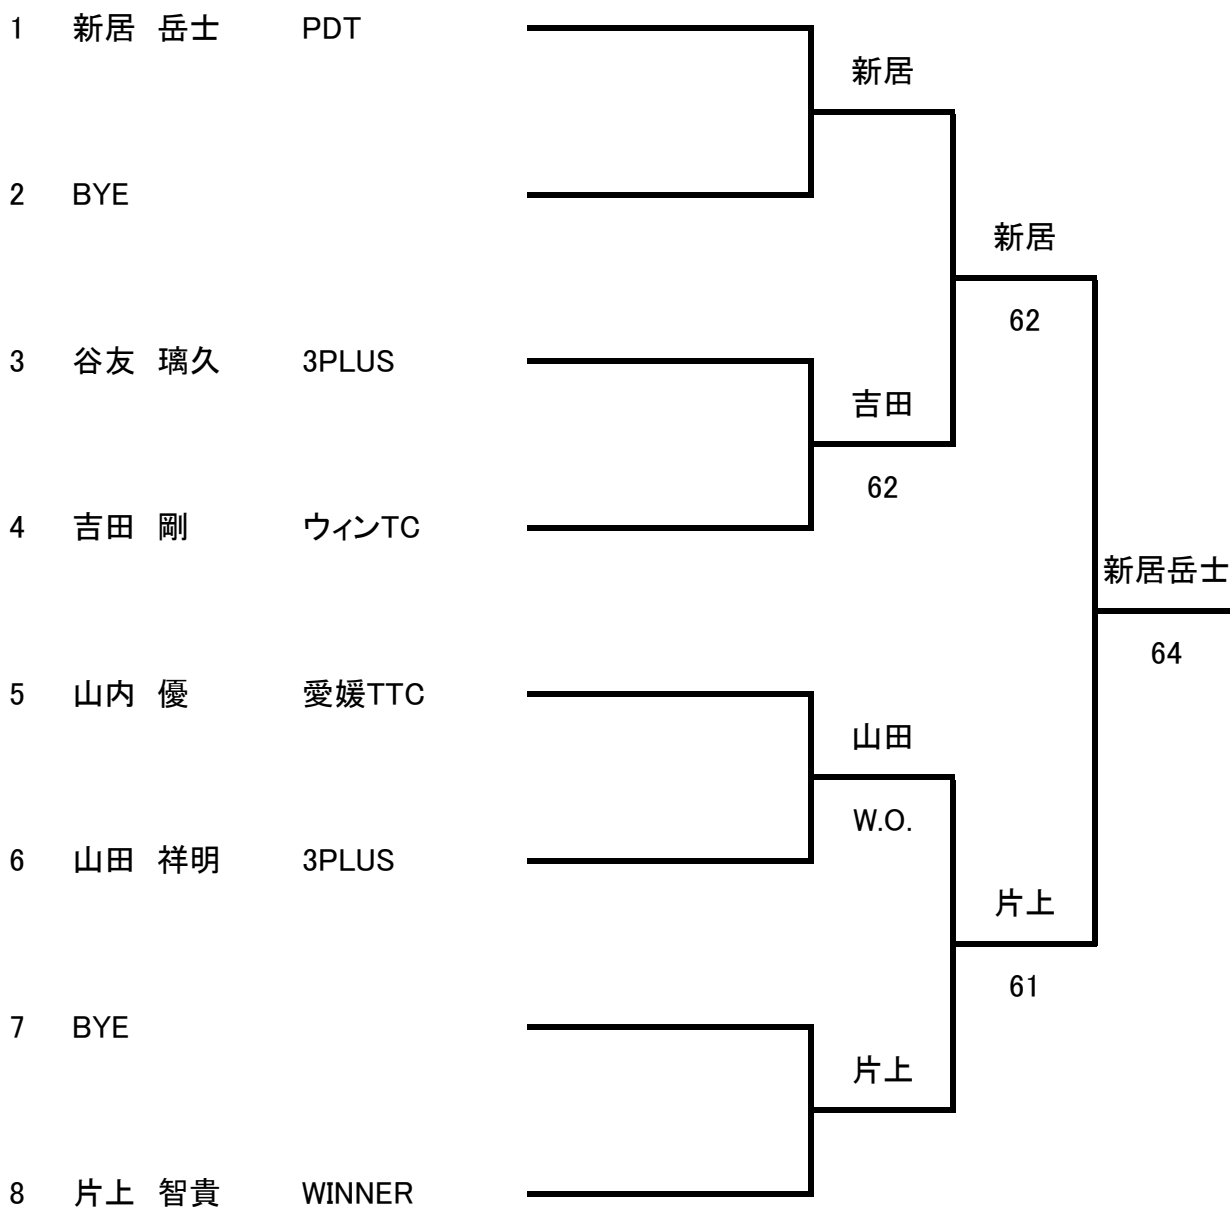 1 新居 岳士 PDT
新居
2 BYE
新居
62
3 谷友 璃久 3PLUS
吉田
62
4 吉田 剛 ウィンTC
新居岳士
64
5 山内 優 愛媛TTC
山田
W.O.
6 山田 祥明 3PLUS
片上
61
7 BYE
片上
8 片上 智貴 WINNER